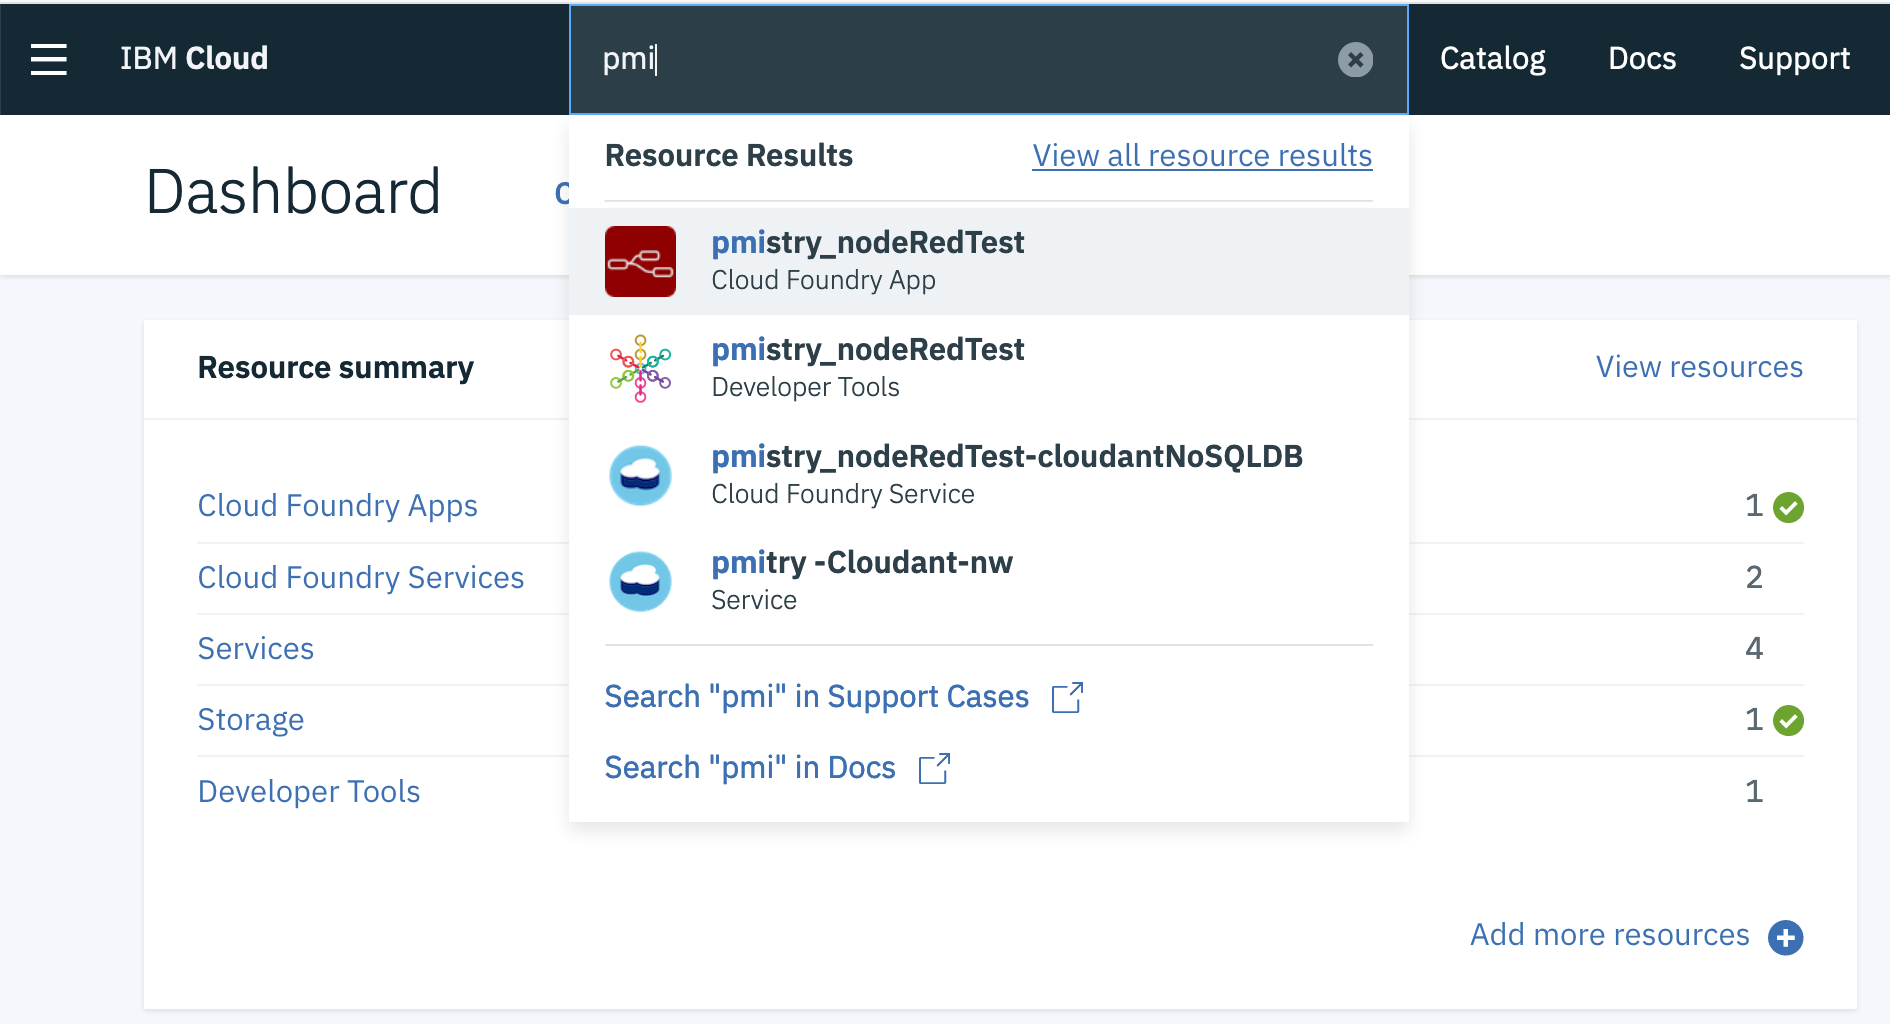 IBM Cloud
pmi
Catalog
Docs
Support
Dashboard
Resource Results
View all resource results
pmistry_nodeRedTest
Cloud Foundry App
pmistry_nodeRedTest
Developer Tools
pmistry_nodeRedTest-cloudantNoSQLDB
Cloud Foundry Service
pmitry -Cloudant-nw
Service
Search "pmi" in Support Cases
Search "pmi" in Docs
Resource summary
View resources
Cloud Foundry Apps 1
Cloud Foundry Services 2
Services 4
Storage 1
Developer Tools 1
Add more resources